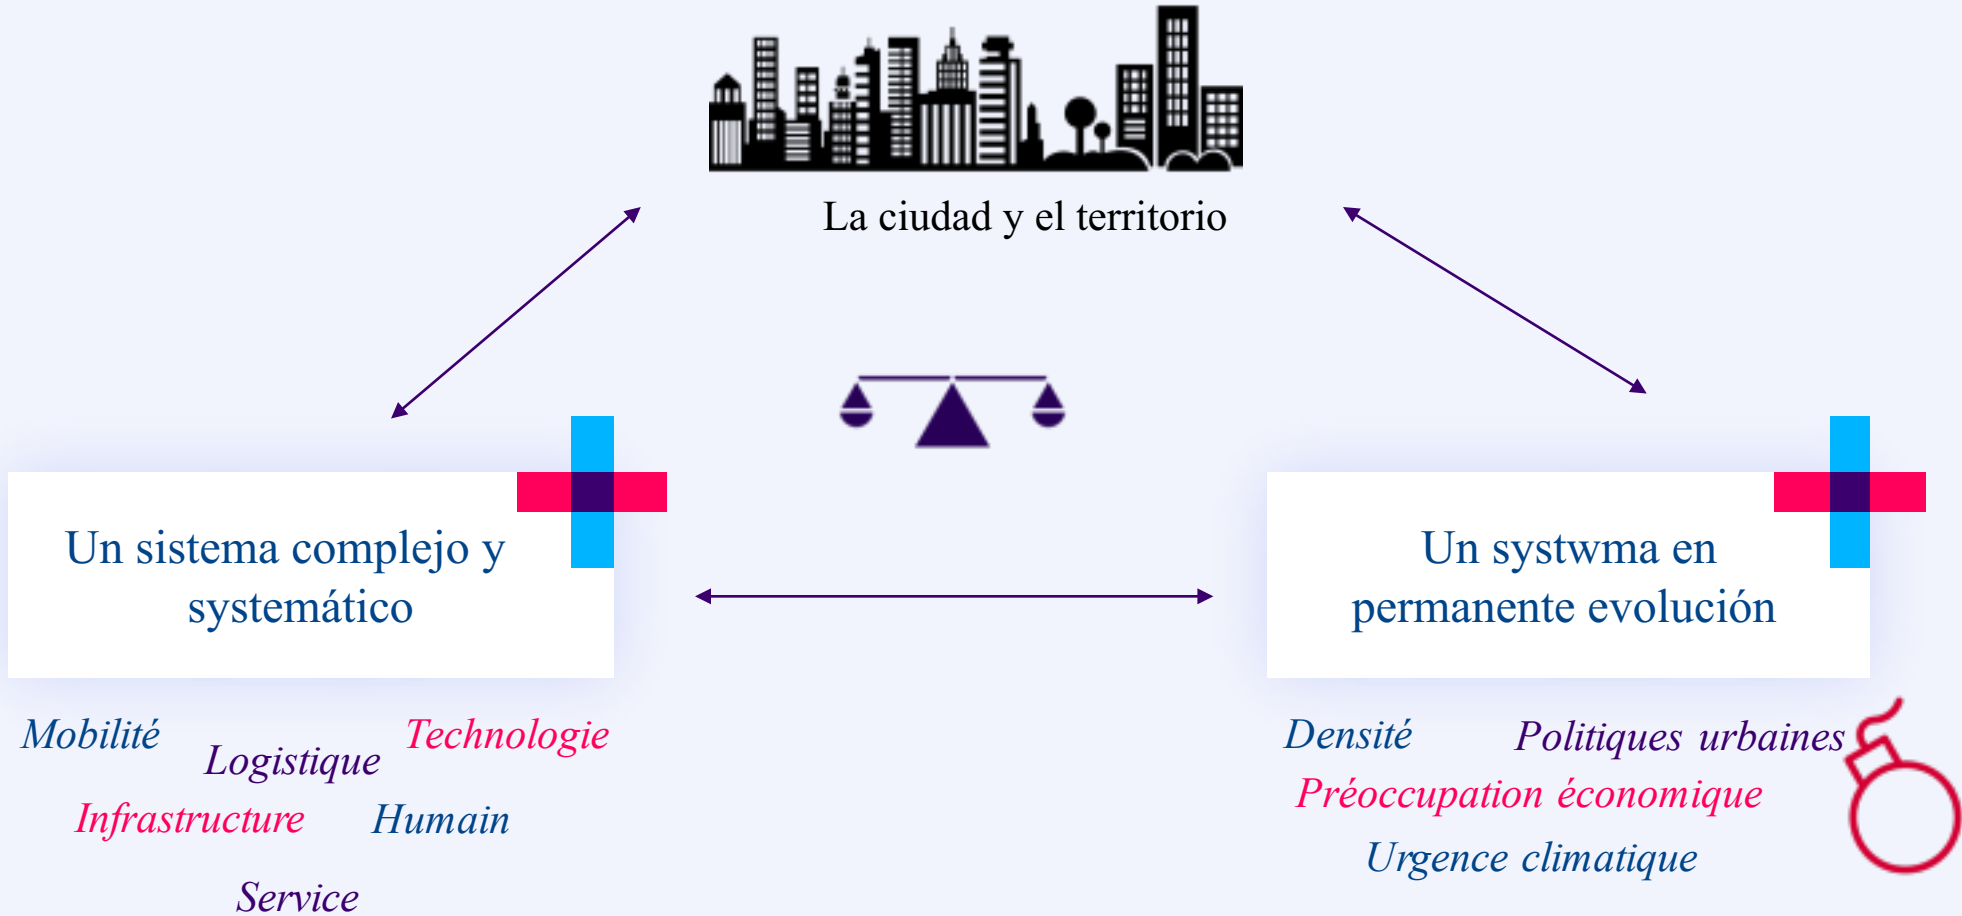 La ciudad y el territorio
Un sistema complejo y
systemático
Un systwma en
permanente evolución
Mobilité
Logistique
Technologie
Infrastructure
Humain
Service
Densité
Politiques urbaines
Préoccupation économique
Urgence climatique